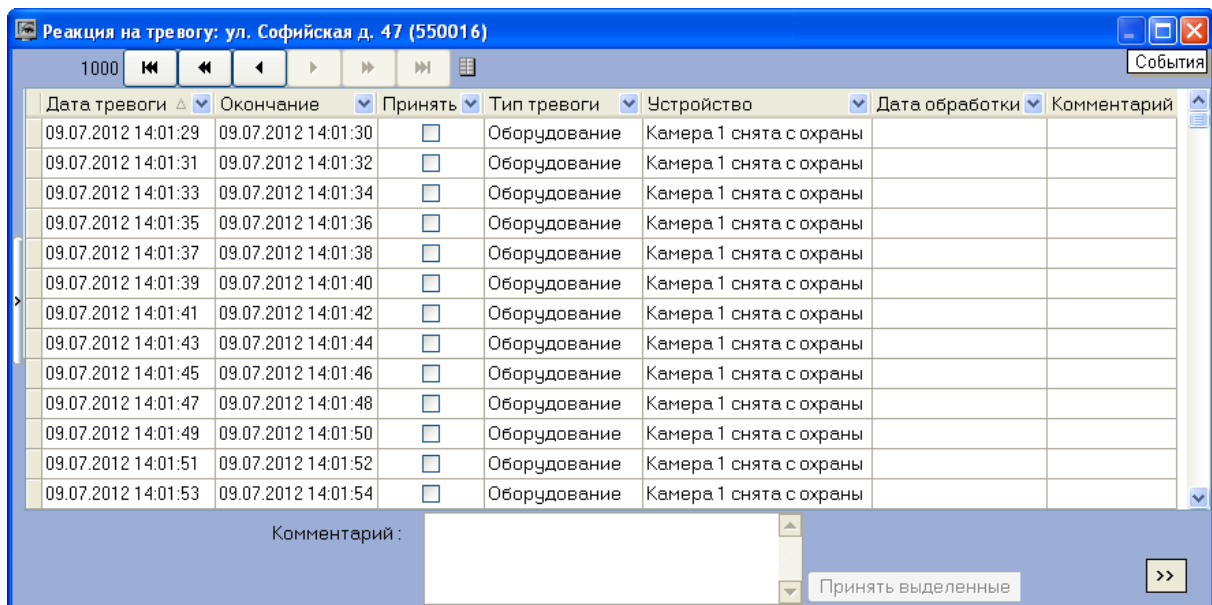 Реакция на тревогу: ул. Софийская д. 47 (550016)
1000
События
Дата тревоги Окончание Принять Тип тревоги Устройство Дата обработки Комментарий
09.07.2012 14:01:29 09.07.2012 14:01:30 Оборудование Камера 1 снята с охраны
09.07.2012 14:01:31 09.07.2012 14:01:32 Оборудование Камера 1 снята с охраны
09.07.2012 14:01:33 09.07.2012 14:01:34 Оборудование Камера 1 снята с охраны
09.07.2012 14:01:35 09.07.2012 14:01:36 Оборудование Камера 1 снята с охраны
09.07.2012 14:01:37 09.07.2012 14:01:38 Оборудование Камера 1 снята с охраны
09.07.2012 14:01:39 09.07.2012 14:01:40 Оборудование Камера 1 снята с охраны
09.07.2012 14:01:41 09.07.2012 14:01:42 Оборудование Камера 1 снята с охраны
09.07.2012 14:01:43 09.07.2012 14:01:44 Оборудование Камера 1 снята с охраны
09.07.2012 14:01:45 09.07.2012 14:01:46 Оборудование Камера 1 снята с охраны
09.07.2012 14:01:47 09.07.2012 14:01:48 Оборудование Камера 1 снята с охраны
09.07.2012 14:01:49 09.07.2012 14:01:50 Оборудование Камера 1 снята с охраны
09.07.2012 14:01:51 09.07.2012 14:01:52 Оборудование Камера 1 снята с охраны
09.07.2012 14:01:53 09.07.2012 14:01:54 Оборудование Камера 1 снята с охраны
Комментарий :
Принять выделенные
>>